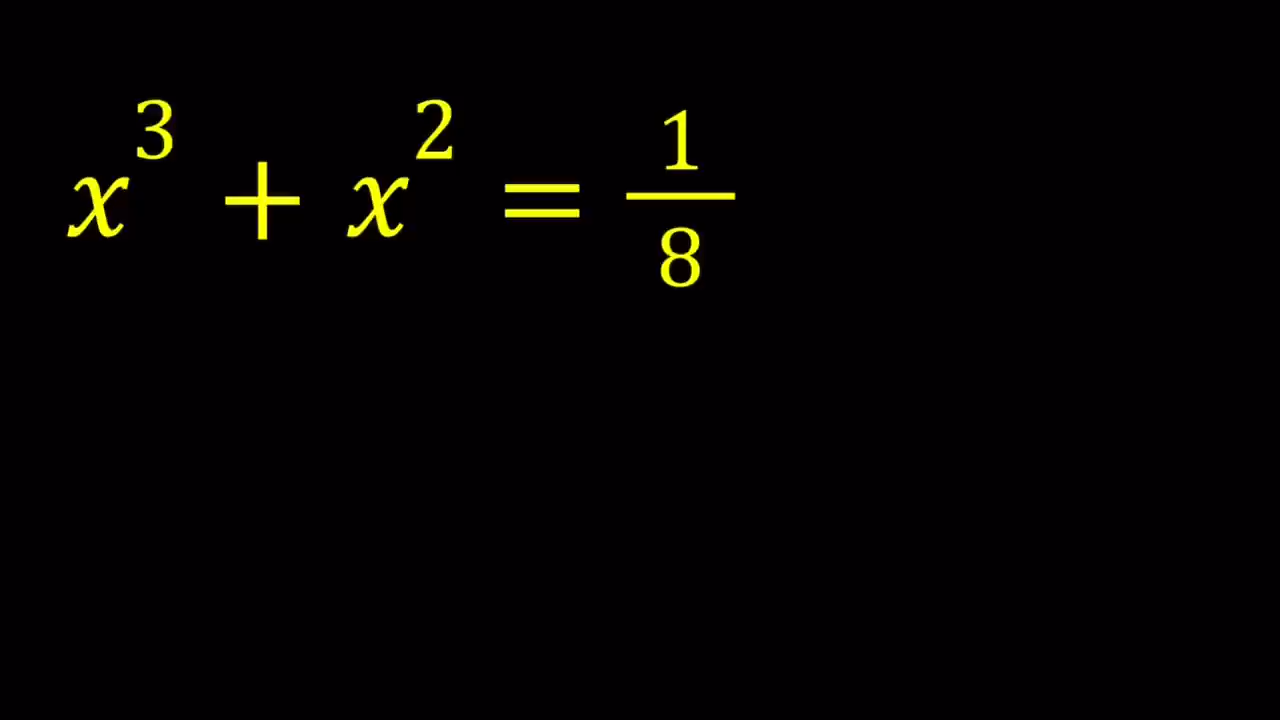 x³ + x² = 1/8